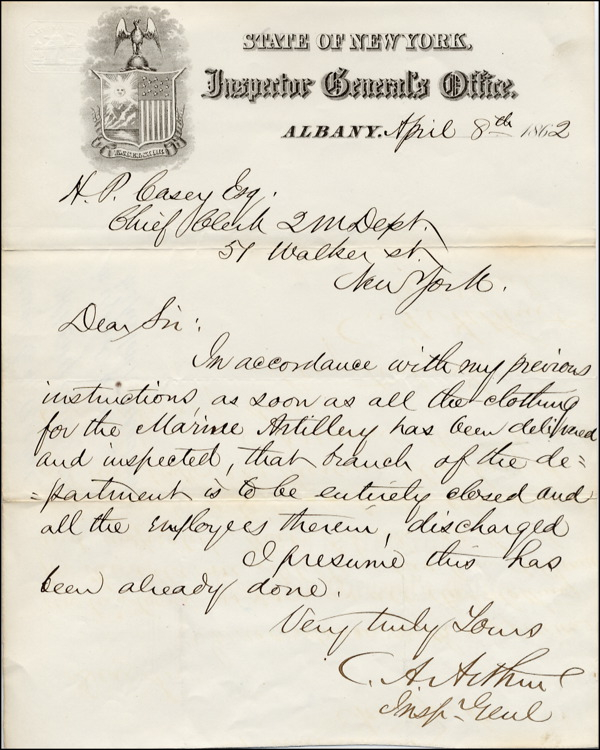 STATE OF NEW YORK,
Inspector General's Office.
ALBANY. April 8th 1862
H. P. Casey Esq.
Chief Clerk 2 M Dept.
51 Walker st.
New York.
Dear Sir:
In accordance with my previous
instructions as soon as all the clothing
for the Marine Artillery has been delivered
and inspected, that branch of the de=
=partment is to be entirely closed and
all the Employees therein, discharged
I presume this has
been already done.
Very truly Yours
C. A. Arthur
Inspr Genl